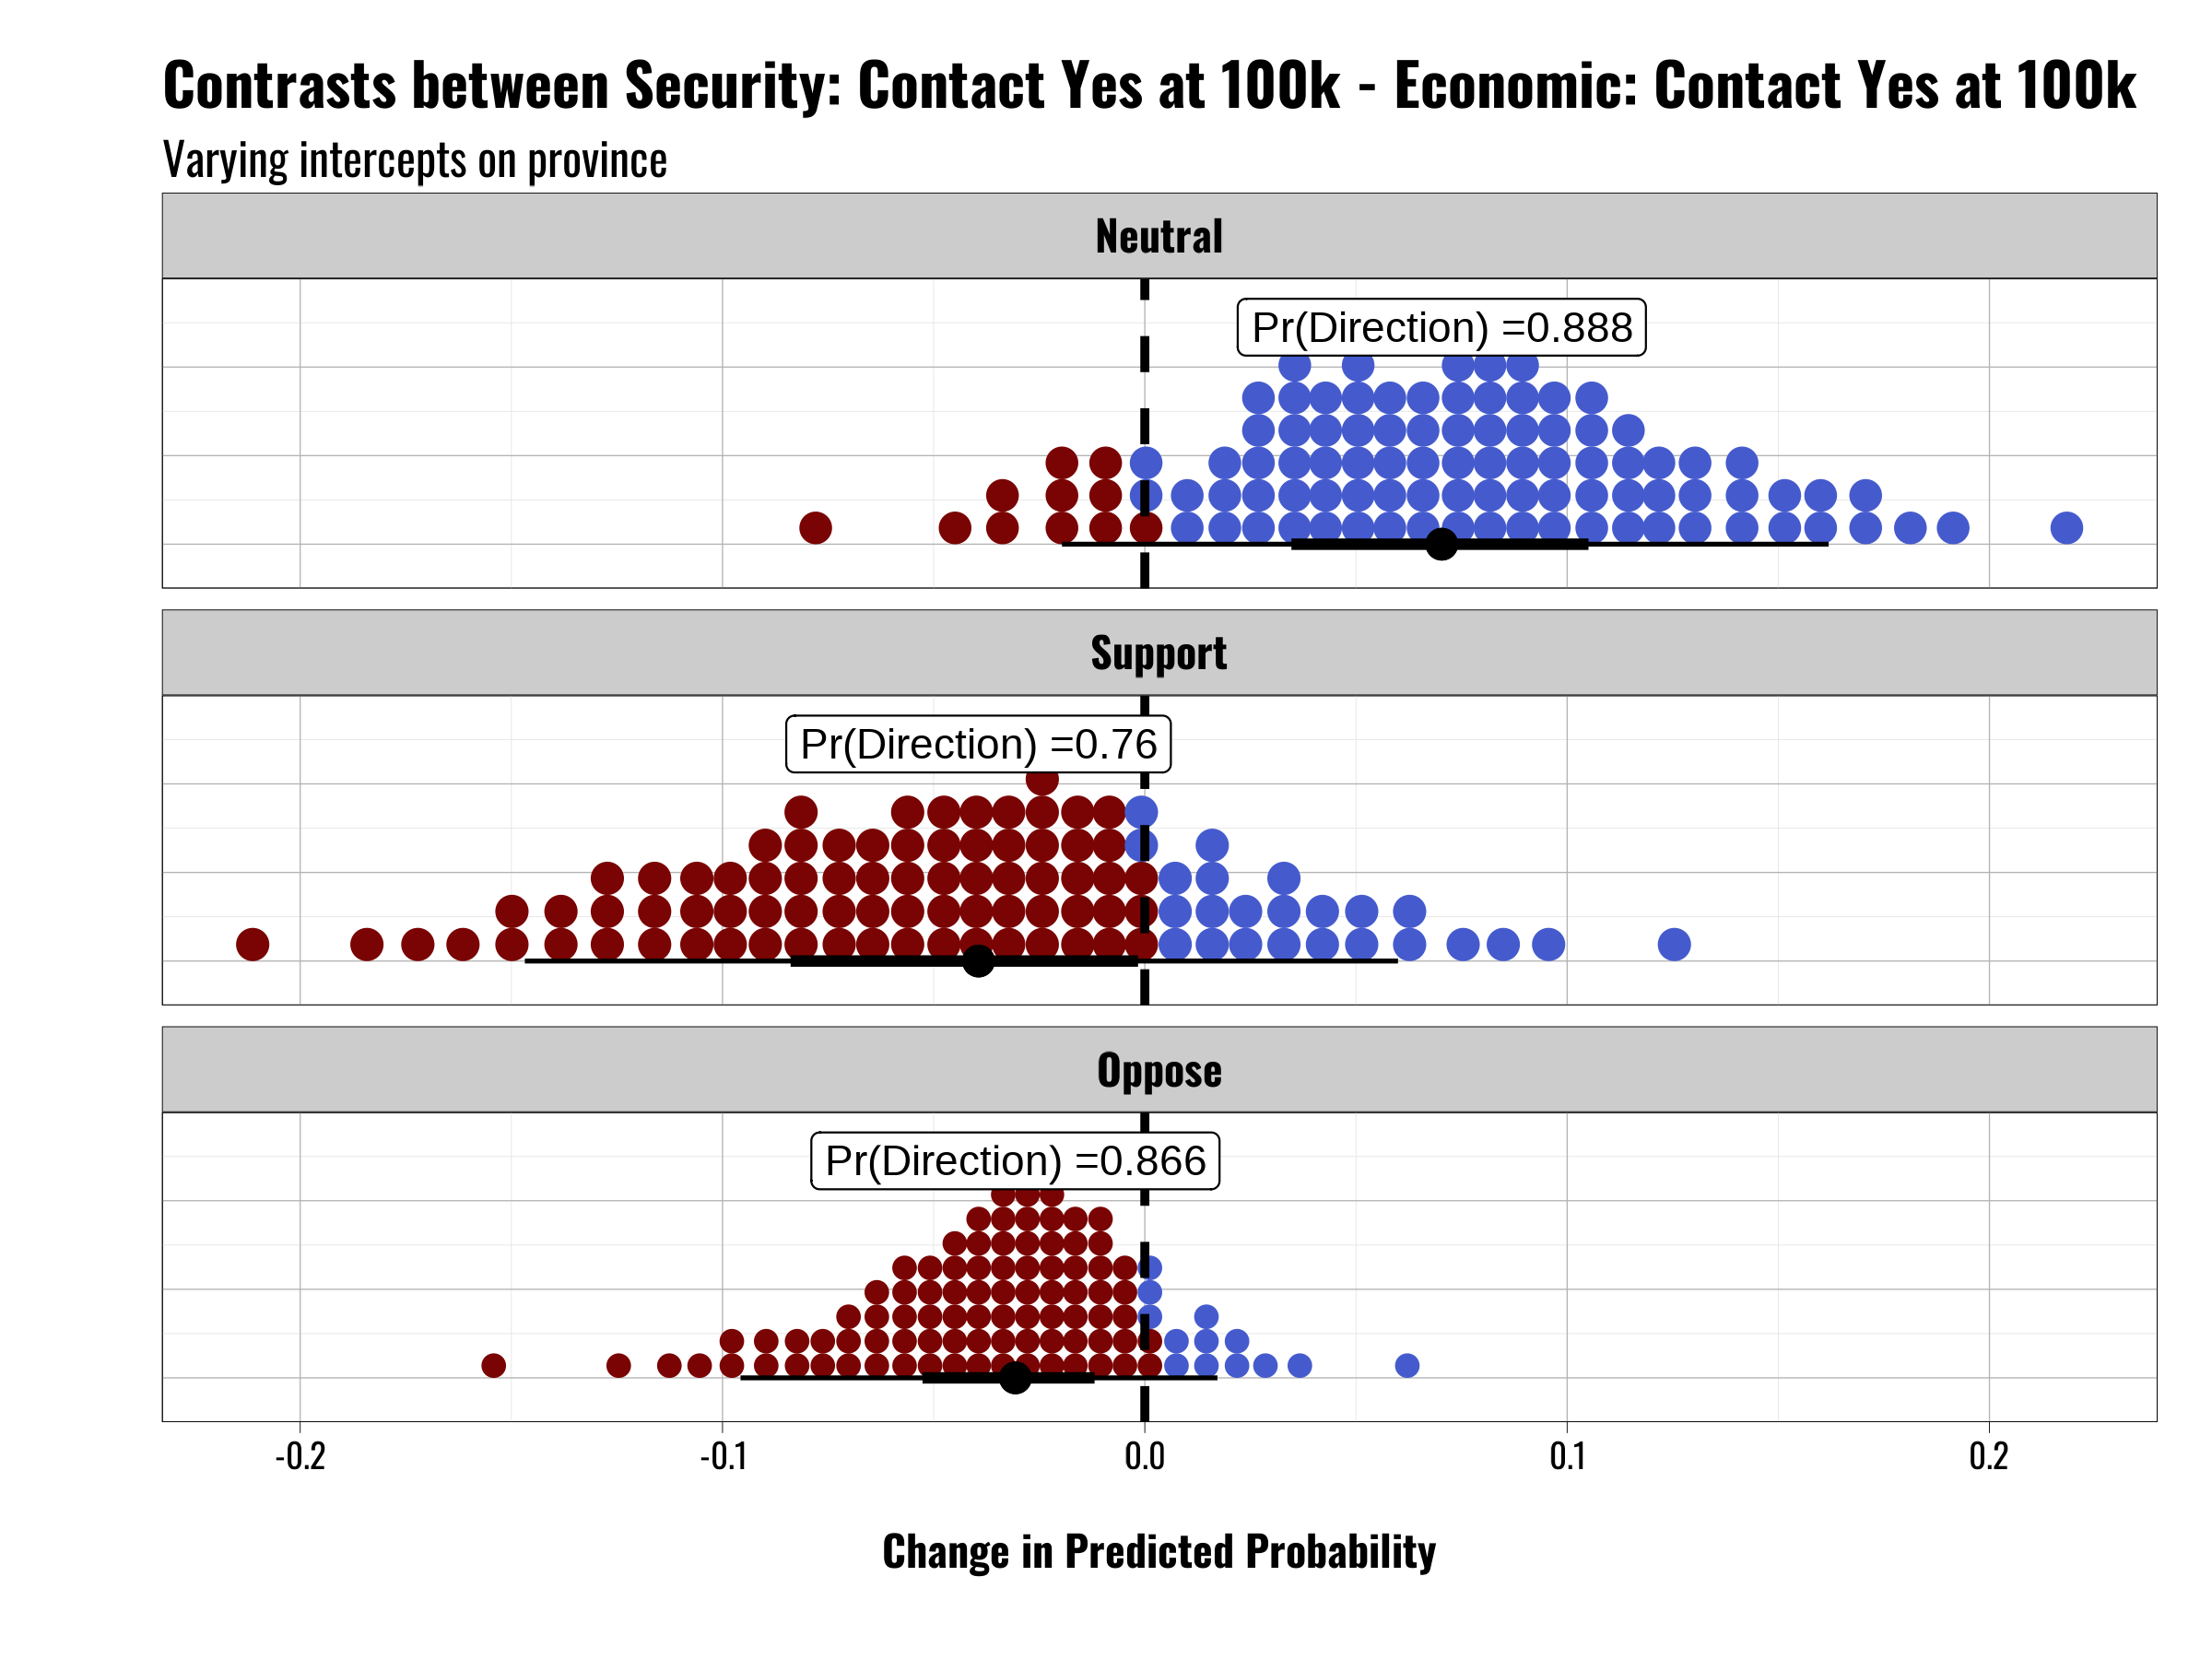 Contrasts between Security: Contact Yes at 100k - Economic: Contact Yes at 100k
Varying intercepts on province
Neutral
Pr(Direction) =0.888
Support
Pr(Direction) =0.76
Oppose
Pr(Direction) =0.866
-0.2 -0.1 0.0 0.1 0.2
Change in Predicted Probability